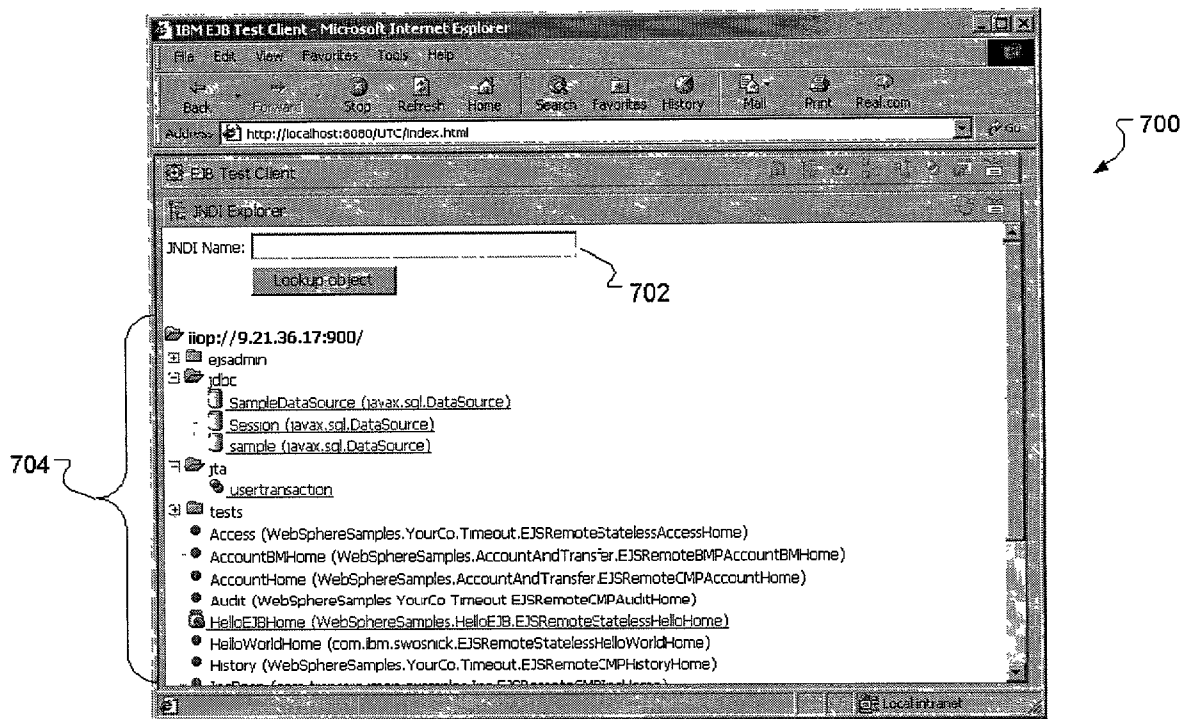 IBM EJB Test Client - Microsoft Internet Explorer
File Edit View Favorites Tools Help
Back Forward Stop Refresh Home Search Favorites History Mail Print Real.com
Address http://localhost:8080/UTC/index.html Go
700
EJB Test Client
JNDI Explorer
JNDI Name:
702
Lookup object
iiop://9.21.36.17:900/
ejsadmin
jdbc
SampleDataSource (javax.sql.DataSource)
Session (javax.sql.DataSource)
sample (javax.sql.DataSource)
704
jta
usertransaction
tests
Access (WebSphereSamples.YourCo.Timeout.EJSRemoteStatelessAccessHome)
AccountBMHome (WebSphereSamples.AccountAndTransfer.EJSRemoteBMPAccountBMHome)
AccountHome (WebSphereSamples.AccountAndTransfer.EJSRemoteCMPAccountHome)
Audit (WebSphereSamples YourCo Timeout EJSRemoteCMPAuditHome)
HelloEJBHome (WebSphereSamples.HelloEJB.EJSRemoteStatelessHelloHome)
HelloWorldHome (com.ibm.swosnick.EJSRemoteStatelessHelloWorldHome)
History (WebSphereSamples.YourCo.Timeout.EJSRemoteCMPHistoryHome)
Local intranet